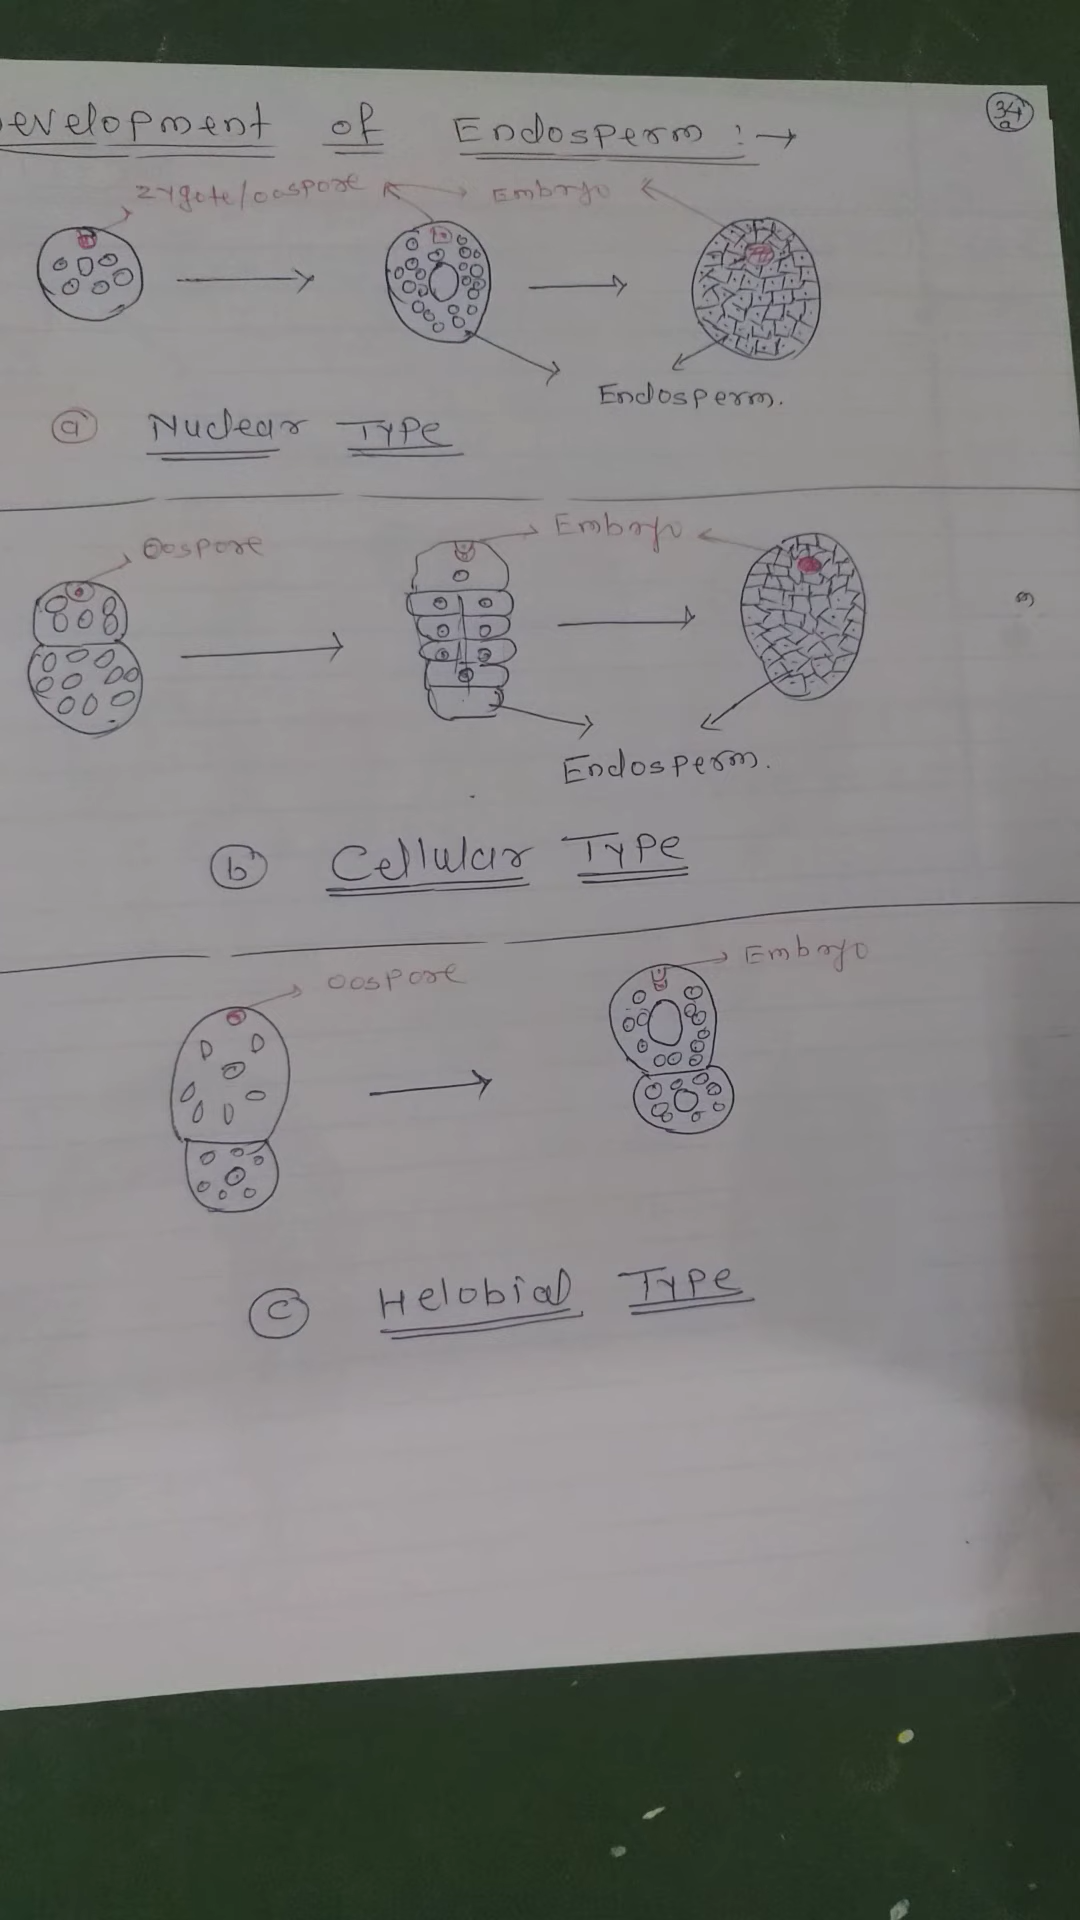 evelopment of Endosperm :→
34
a
zygote/oospore
Embryo
Endosperm.
a Nuclear Type
oospore
Embryo
Endosperm.
b Cellular Type
oospore
Embryo
c Helobial Type